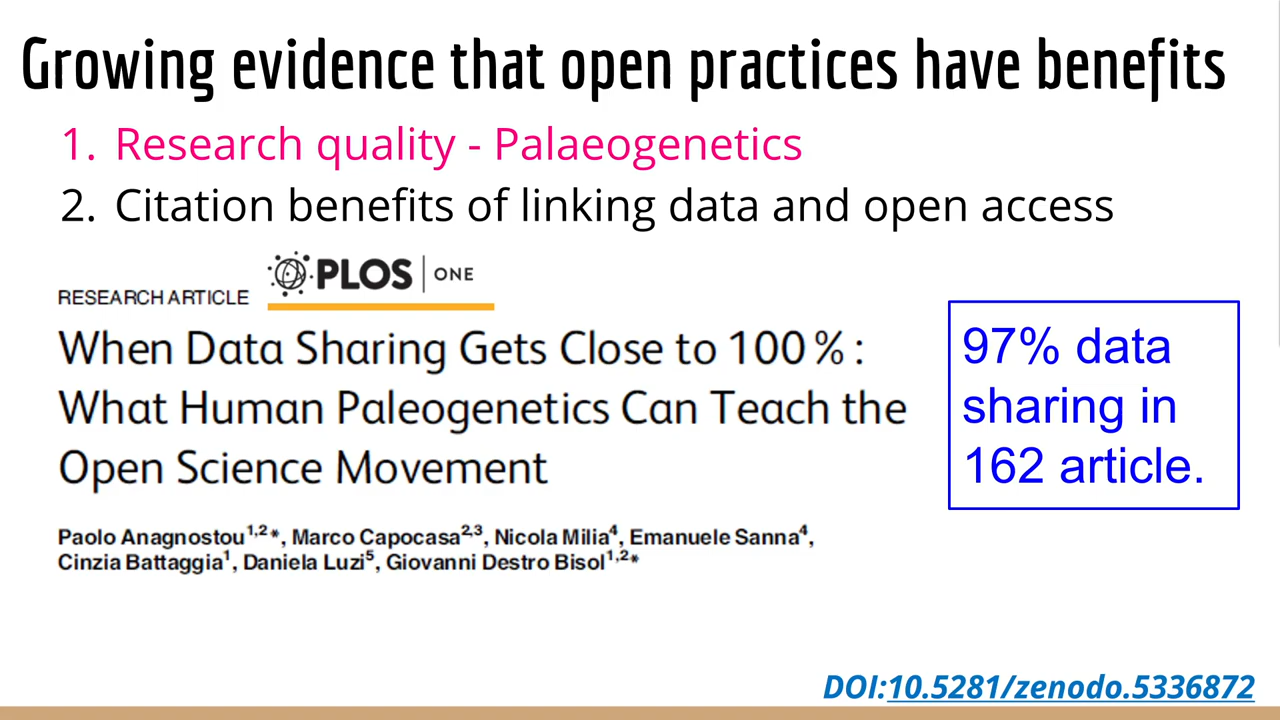 Growing evidence that open practices have benefits
1. Research quality - Palaeogenetics
2. Citation benefits of linking data and open access
RESEARCH ARTICLE
PLOS | ONE
When Data Sharing Gets Close to 100 % :
What Human Paleogenetics Can Teach the
Open Science Movement
97% data
sharing in
162 article.
Paolo Anagnostou1,2*, Marco Capocasa2,3, Nicola Milia4, Emanuele Sanna4,
Cinzia Battaggia1, Daniela Luzi5, Giovanni Destro Bisol1,2*
DOI:10.5281/zenodo.5336872